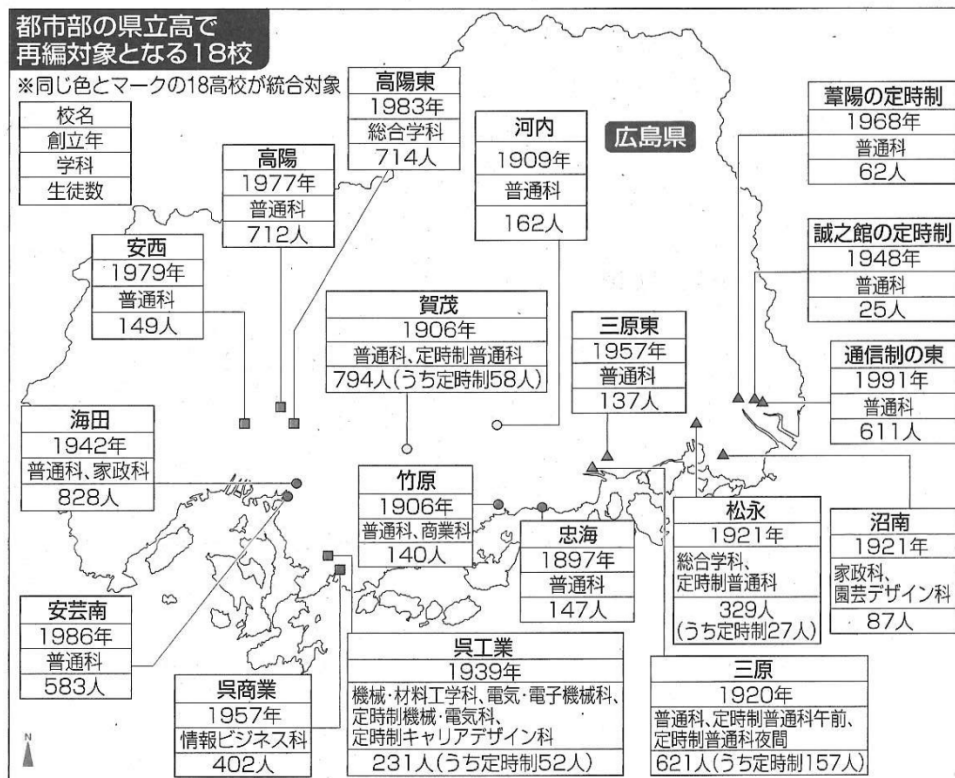 都市部の県立高で
再編対象となる18校
※同じ色とマークの18高校が統合対象
校名
創立年
学科
生徒数
広島県
高陽東
1983年
総合学科
714人
高陽
1977年
普通科
712人
安西
1979年
普通科
149人
河内
1909年
普通科
162人
葦陽の定時制
1968年
普通科
62人
誠之館の定時制
1948年
普通科
25人
通信制の東
1991年
普通科
611人
賀茂
1906年
普通科、定時制普通科
794人(うち定時制58人)
三原東
1957年
普通科
137人
海田
1942年
普通科、家政科
828人
竹原
1906年
普通科、商業科
140人
忠海
1897年
普通科
147人
松永
1921年
総合学科、
定時制普通科
329人
(うち定時制27人)
沼南
1921年
家政科、
園芸デザイン科
87人
安芸南
1986年
普通科
583人
呉商業
1957年
情報ビジネス科
402人
呉工業
1939年
機械・材料工学科、電気・電子機械科、
定時制機械・電気科、
定時制キャリアデザイン科
231人(うち定時制52人)
三原
1920年
普通科、定時制普通科午前、
定時制普通科夜間
621人(うち定時制157人)
N